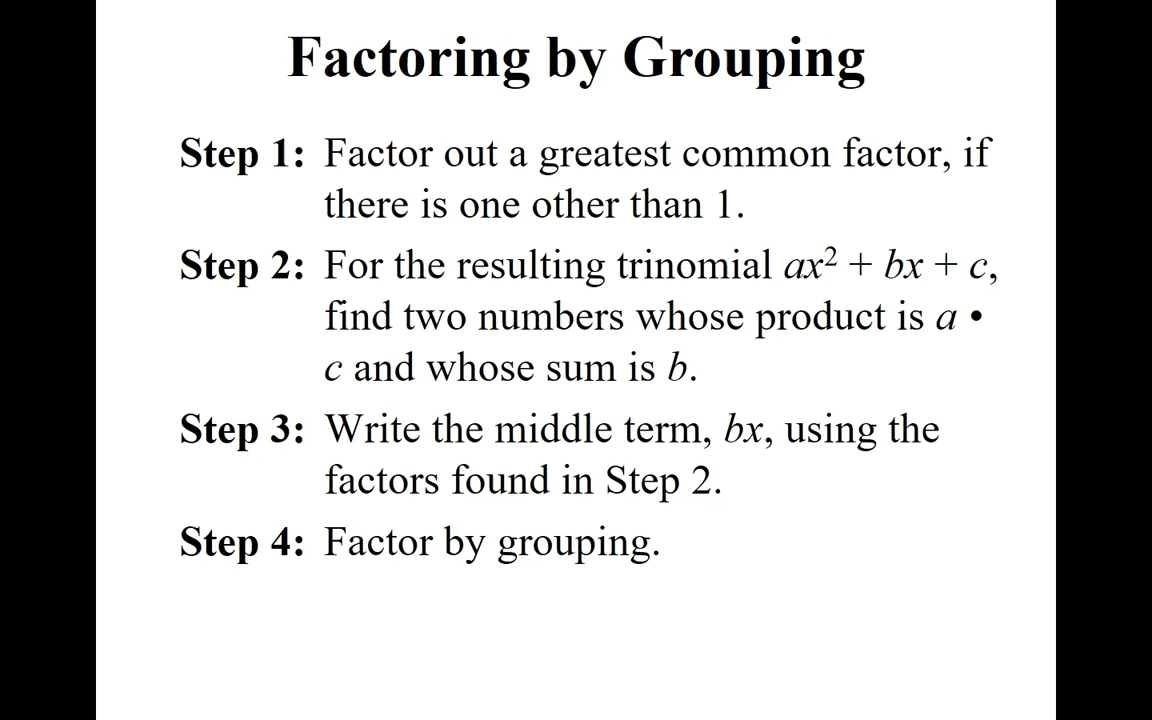 Factoring by Grouping
Step 1: Factor out a greatest common factor, if
there is one other than 1.
Step 2: For the resulting trinomial ax² + bx + c,
find two numbers whose product is a •
c and whose sum is b.
Step 3: Write the middle term, bx, using the
factors found in Step 2.
Step 4: Factor by grouping.